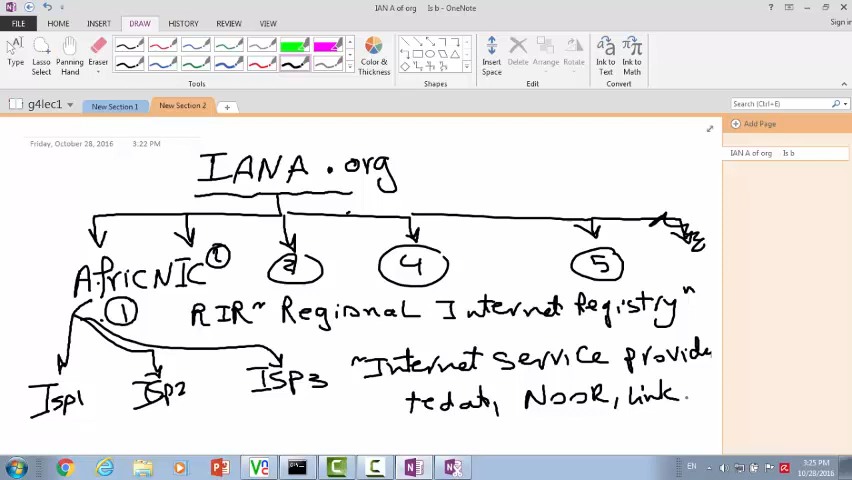 IAN A of org Is b - OneNote
Sign in
FILE HOME INSERT DRAW HISTORY REVIEW VIEW
Type Lasso Select Panning Hand Eraser Color & Thickness Insert Space Delete Arrange Rotate Ink to Text Ink to Math
Tools Shapes Edit Convert
g4lec1 New Section 1 New Section 2 Search (Ctrl+E)
Add Page
Friday, October 28, 2016 3:22 PM
IAN A of org Is b
IANA.org
AfricNIC 2 3 4 5
1 RIR "Regional Internet Registry"
"Internet service provide
Isp1 Isp2 ISP3
tedata, NOOR, Link.
EN 3:25 PM
10/28/2016